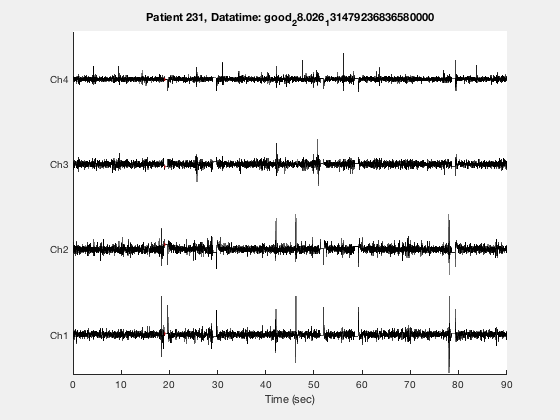 Patient 231, Datatime: good₂8.026₁31479236836580000
Ch4
Ch3
Ch2
Ch1
0 10 20 30 40 50 60 70 80 90
Time (sec)